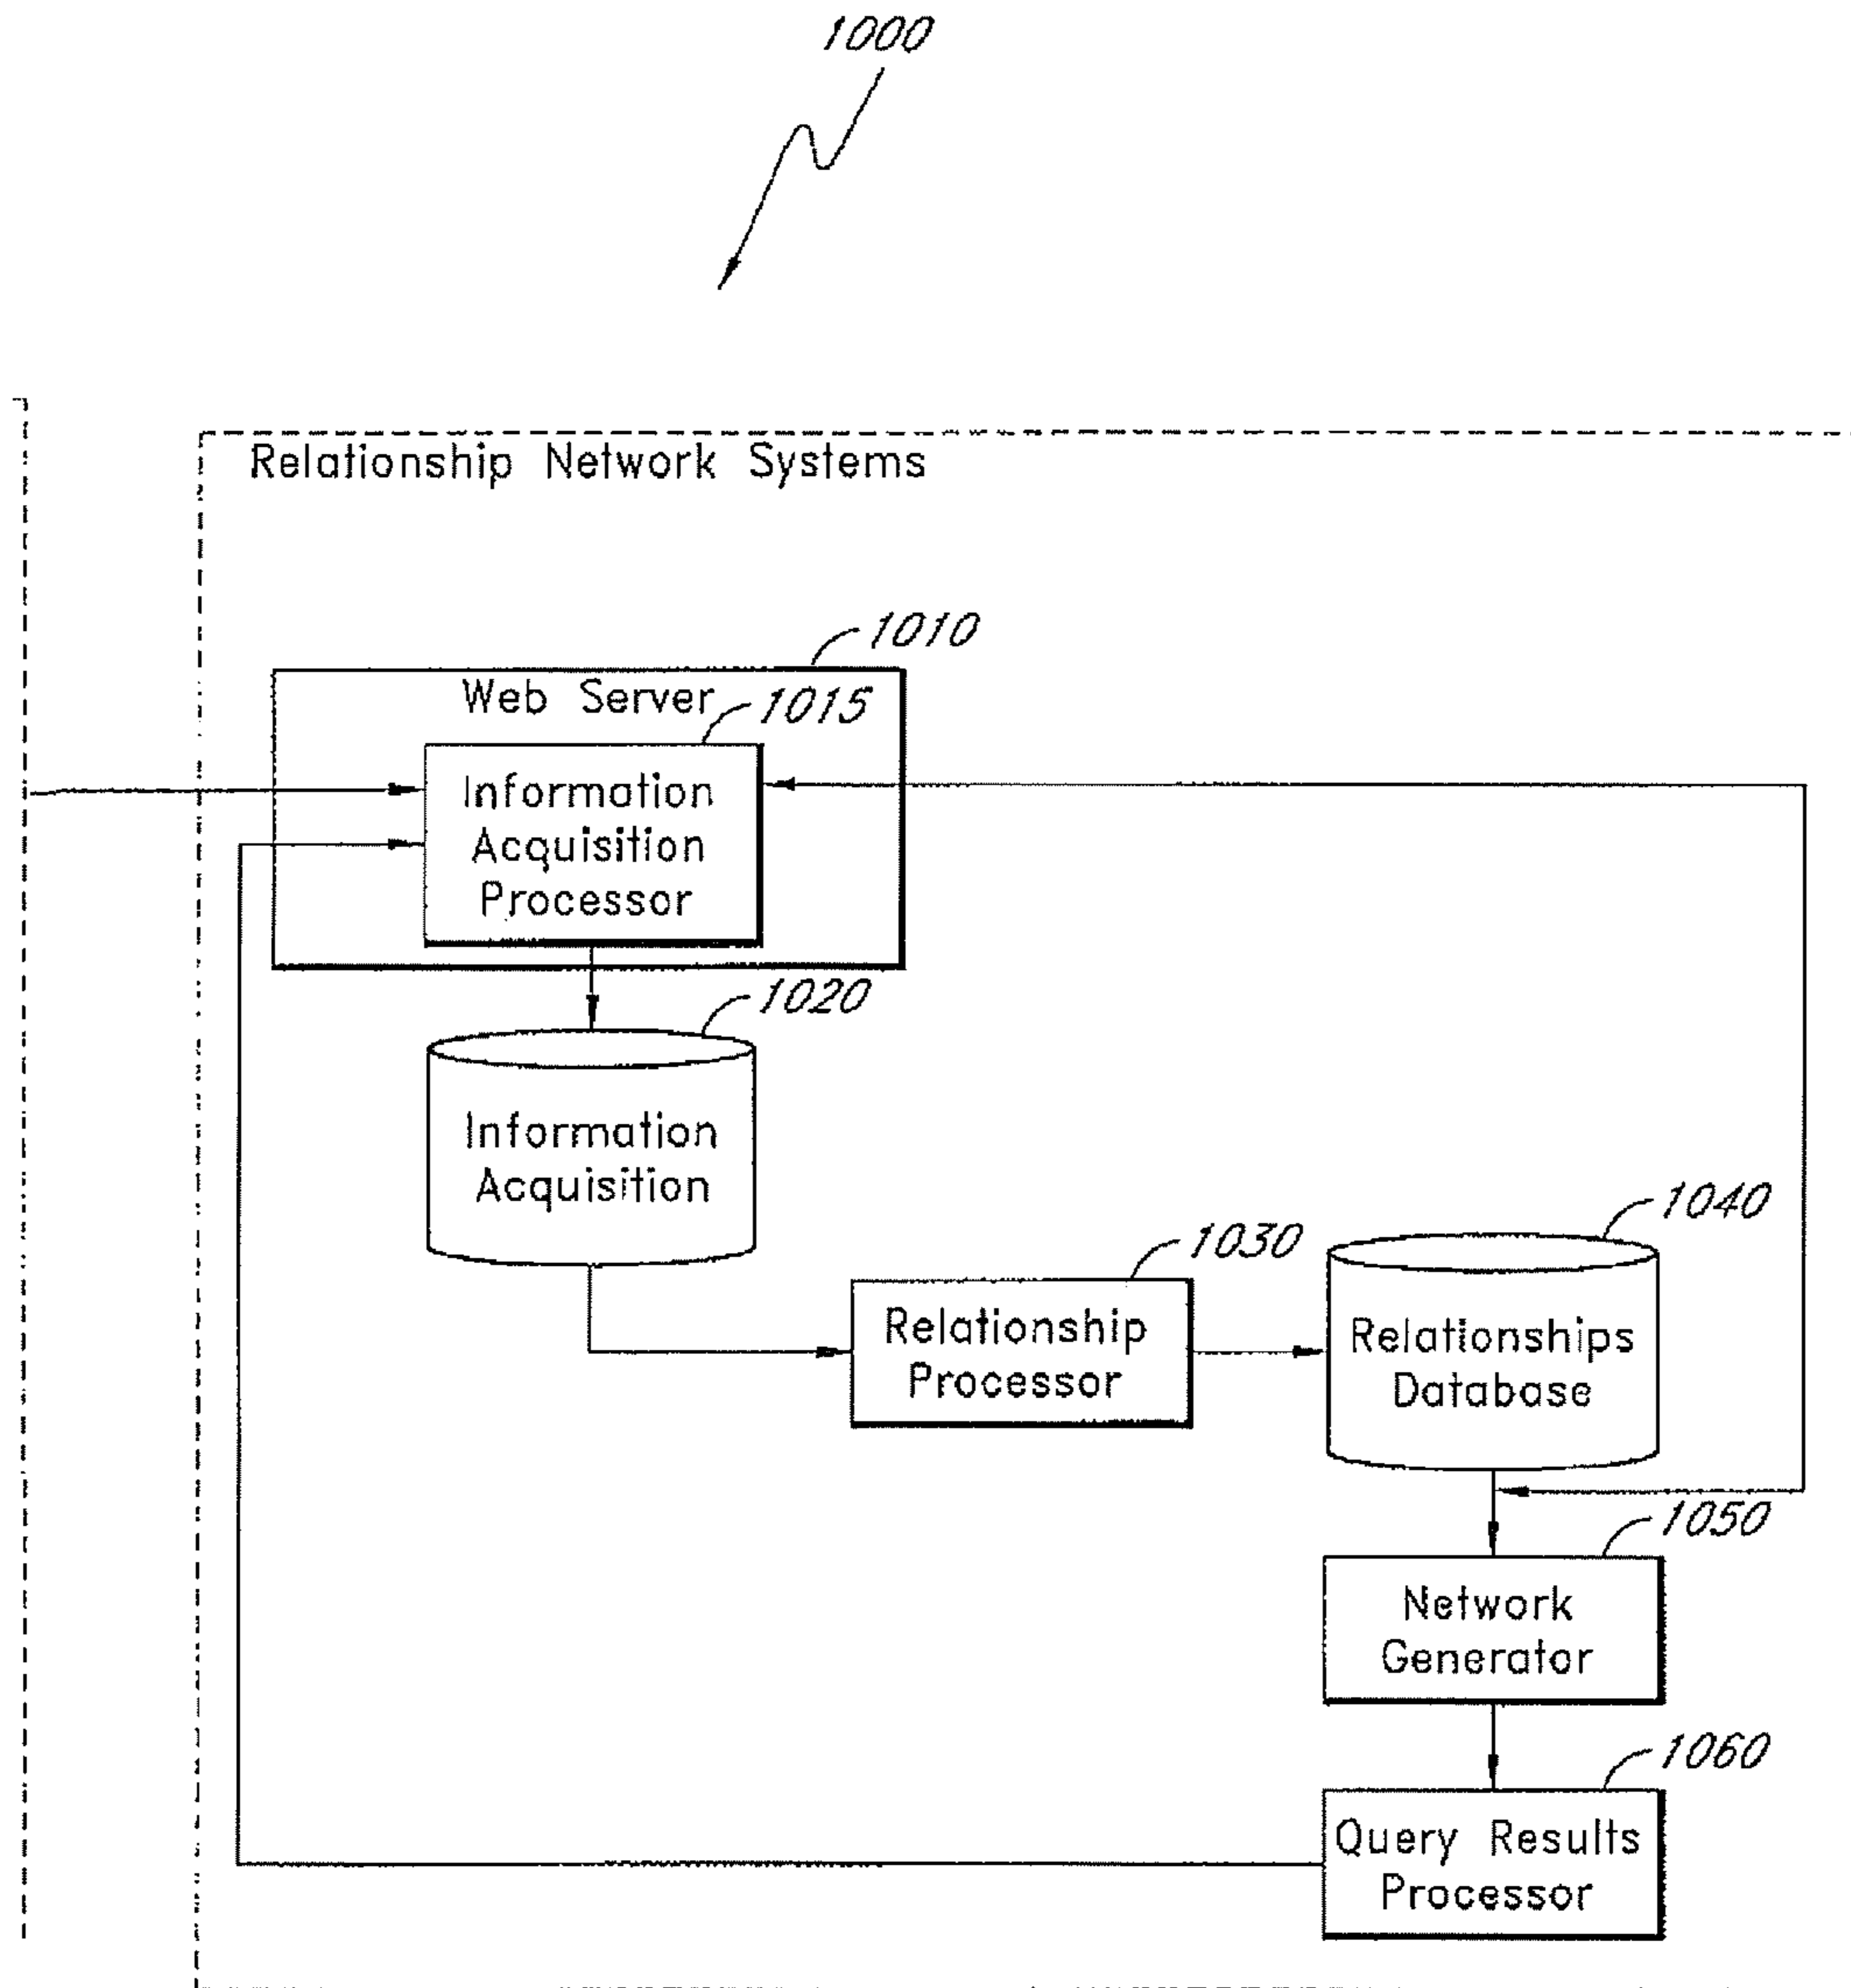 1000
Relationship Network Systems
1010
Web Server
1015
Information
Acquisition
Processor
1020
Information
Acquisition
1030
Relationship
Processor
1040
Relationships
Database
1050
Network
Generator
1060
Query Results
Processor